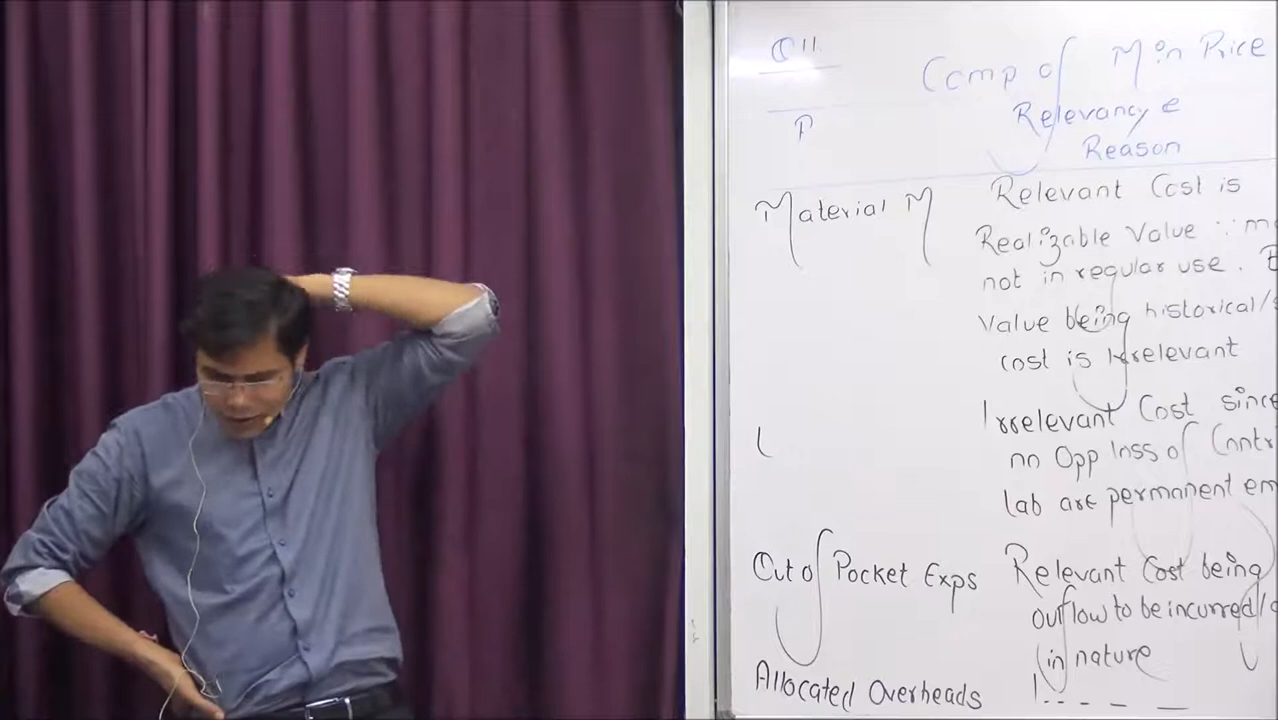 Q 11
Comp of Min Price
P
Relevancy &
Reason
Material M
Relevant Cost is
Realizable Value ∵
not in regular use.
Value being historical/
cost is Irrelevant
L
Irrelevant Cost since
no Opp loss of Contri
lab are permanent em
Out of Pocket Exps
Relevant Cost being
outflow to be incurred/
in nature
Allocated Overheads
I - - - -